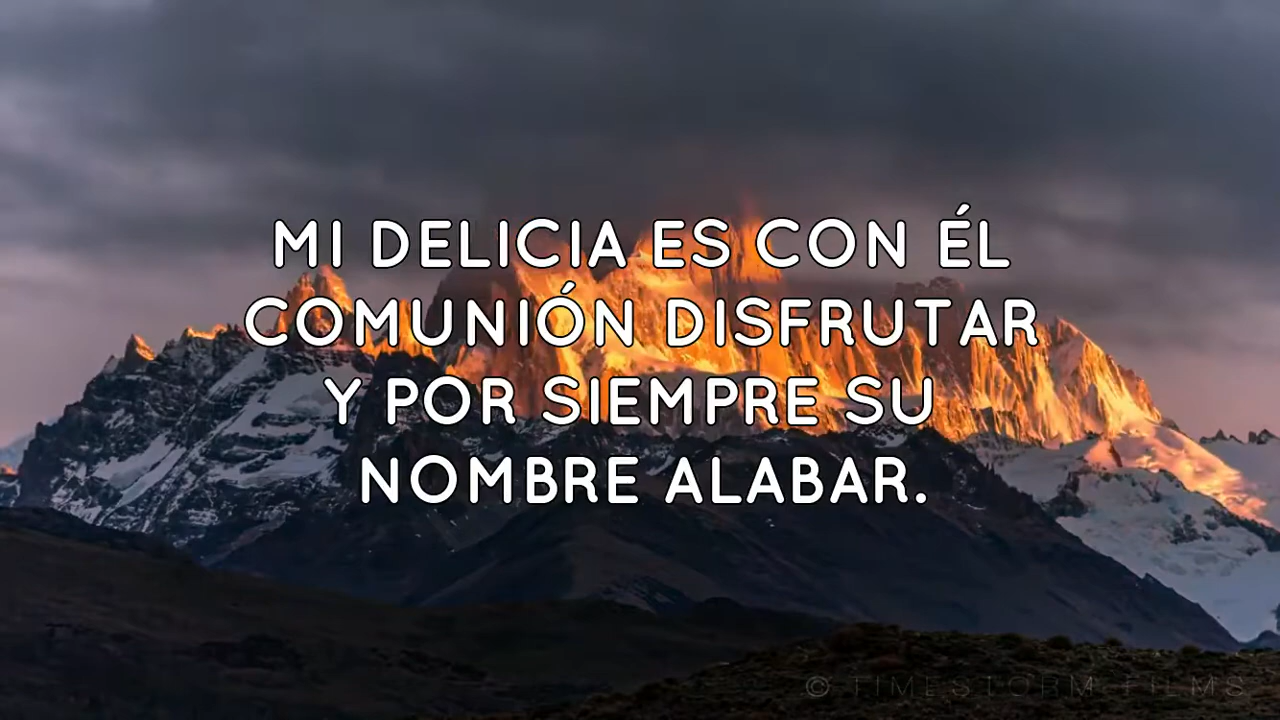 MI DELICIA ES CON ÉL
COMUNIÓN DISFRUTAR
Y POR SIEMPRE SU
NOMBRE ALABAR.
© TIMESTORM FILMS